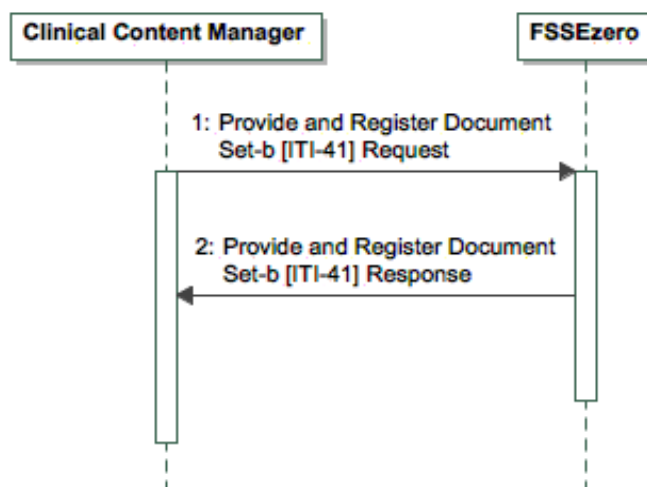 Clinical Content Manager
FSSEzero
1: Provide and Register Document
Set-b [ITI-41] Request
2: Provide and Register Document
Set-b [ITI-41] Response